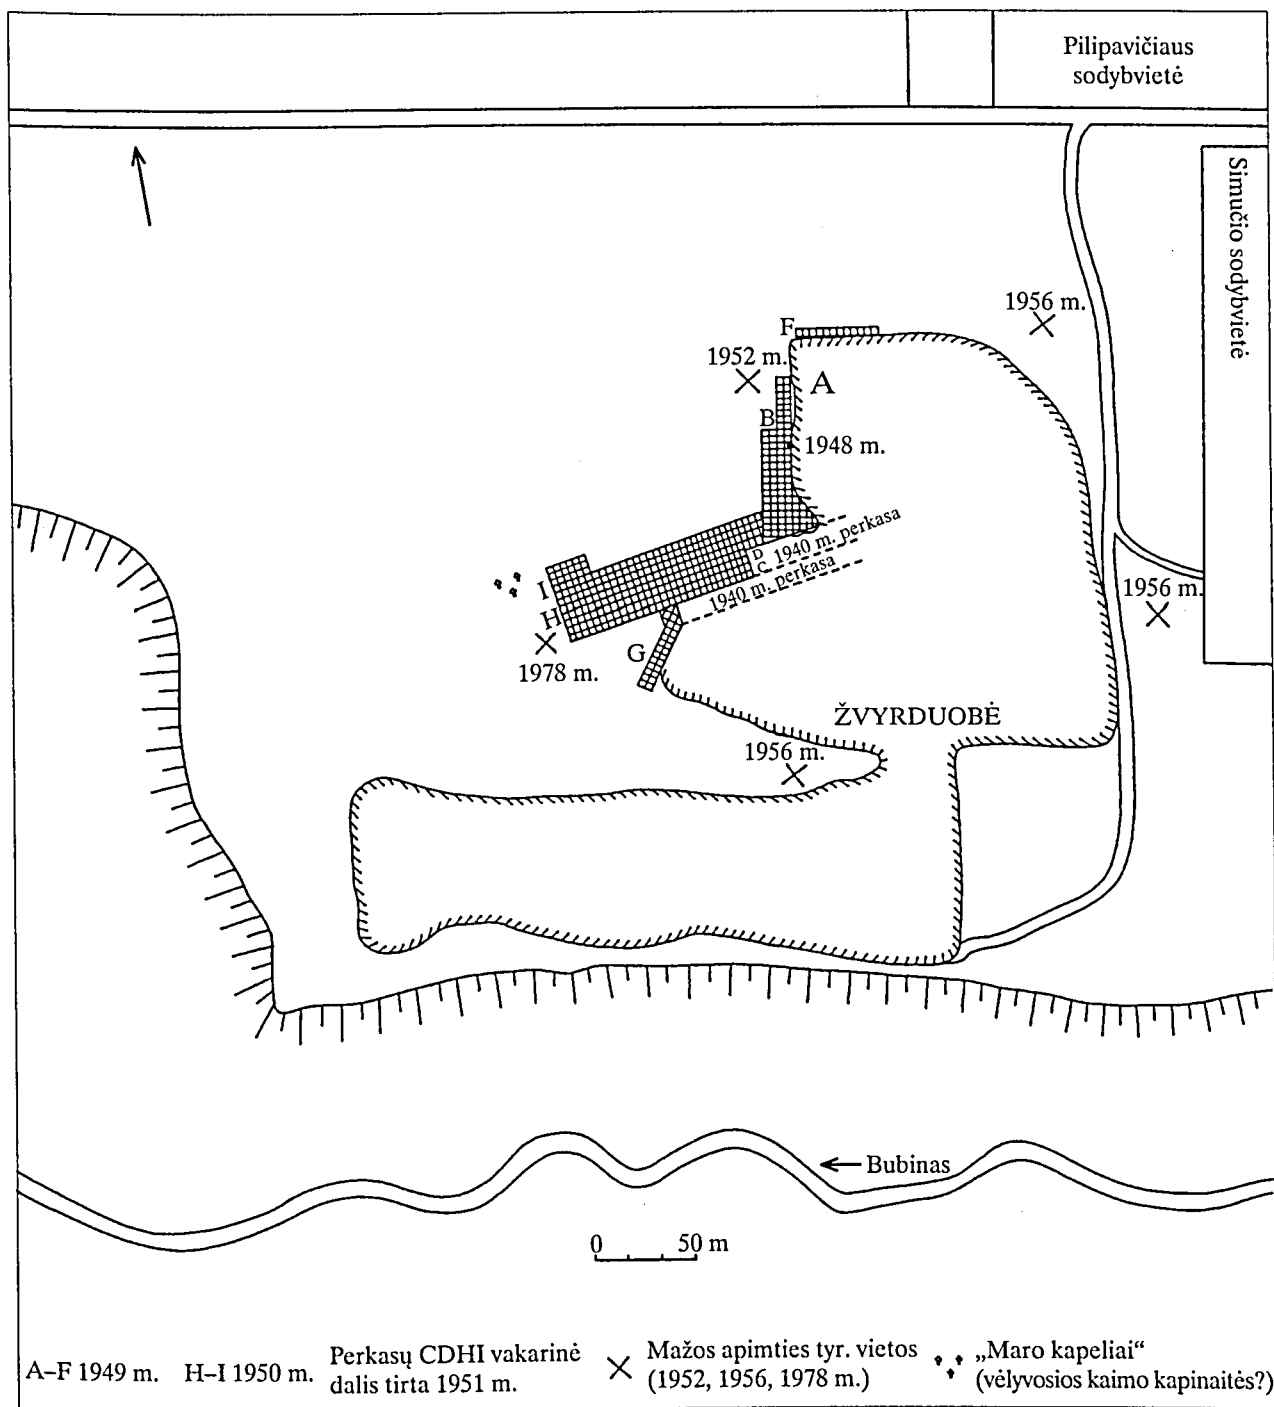 Pilipavičiaus
sodybvietė
Simučio sodybvietė
1956 m.
F
1952 m.
A
B
1948 m.
D
1940 m. perkasa
C
1940 m. perkasa
I
H
1956 m.
G
1978 m.
ŽVYRDUOBĖ
1956 m.
Bubinas
0 50 m
A–F 1949 m. H–I 1950 m.
Perkasų CDHI vakarinė
dalis tirta 1951 m.
Mažos apimties tyr. vietos
(1952, 1956, 1978 m.)
„Maro kapeliai“
(vėlyvosios kaimo kapinaitės?)